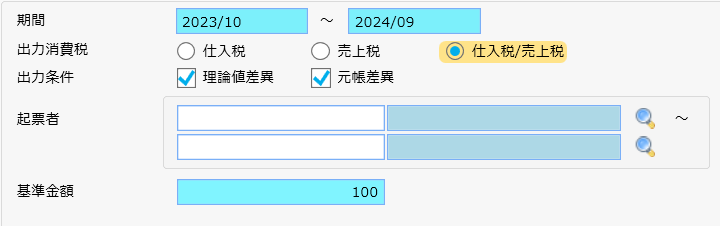 期間 2023/10 ～ 2024/09
出力消費税 仕入税 売上税 仕入税/売上税
出力条件 理論値差異 元帳差異
起票者 ～
基準金額 100